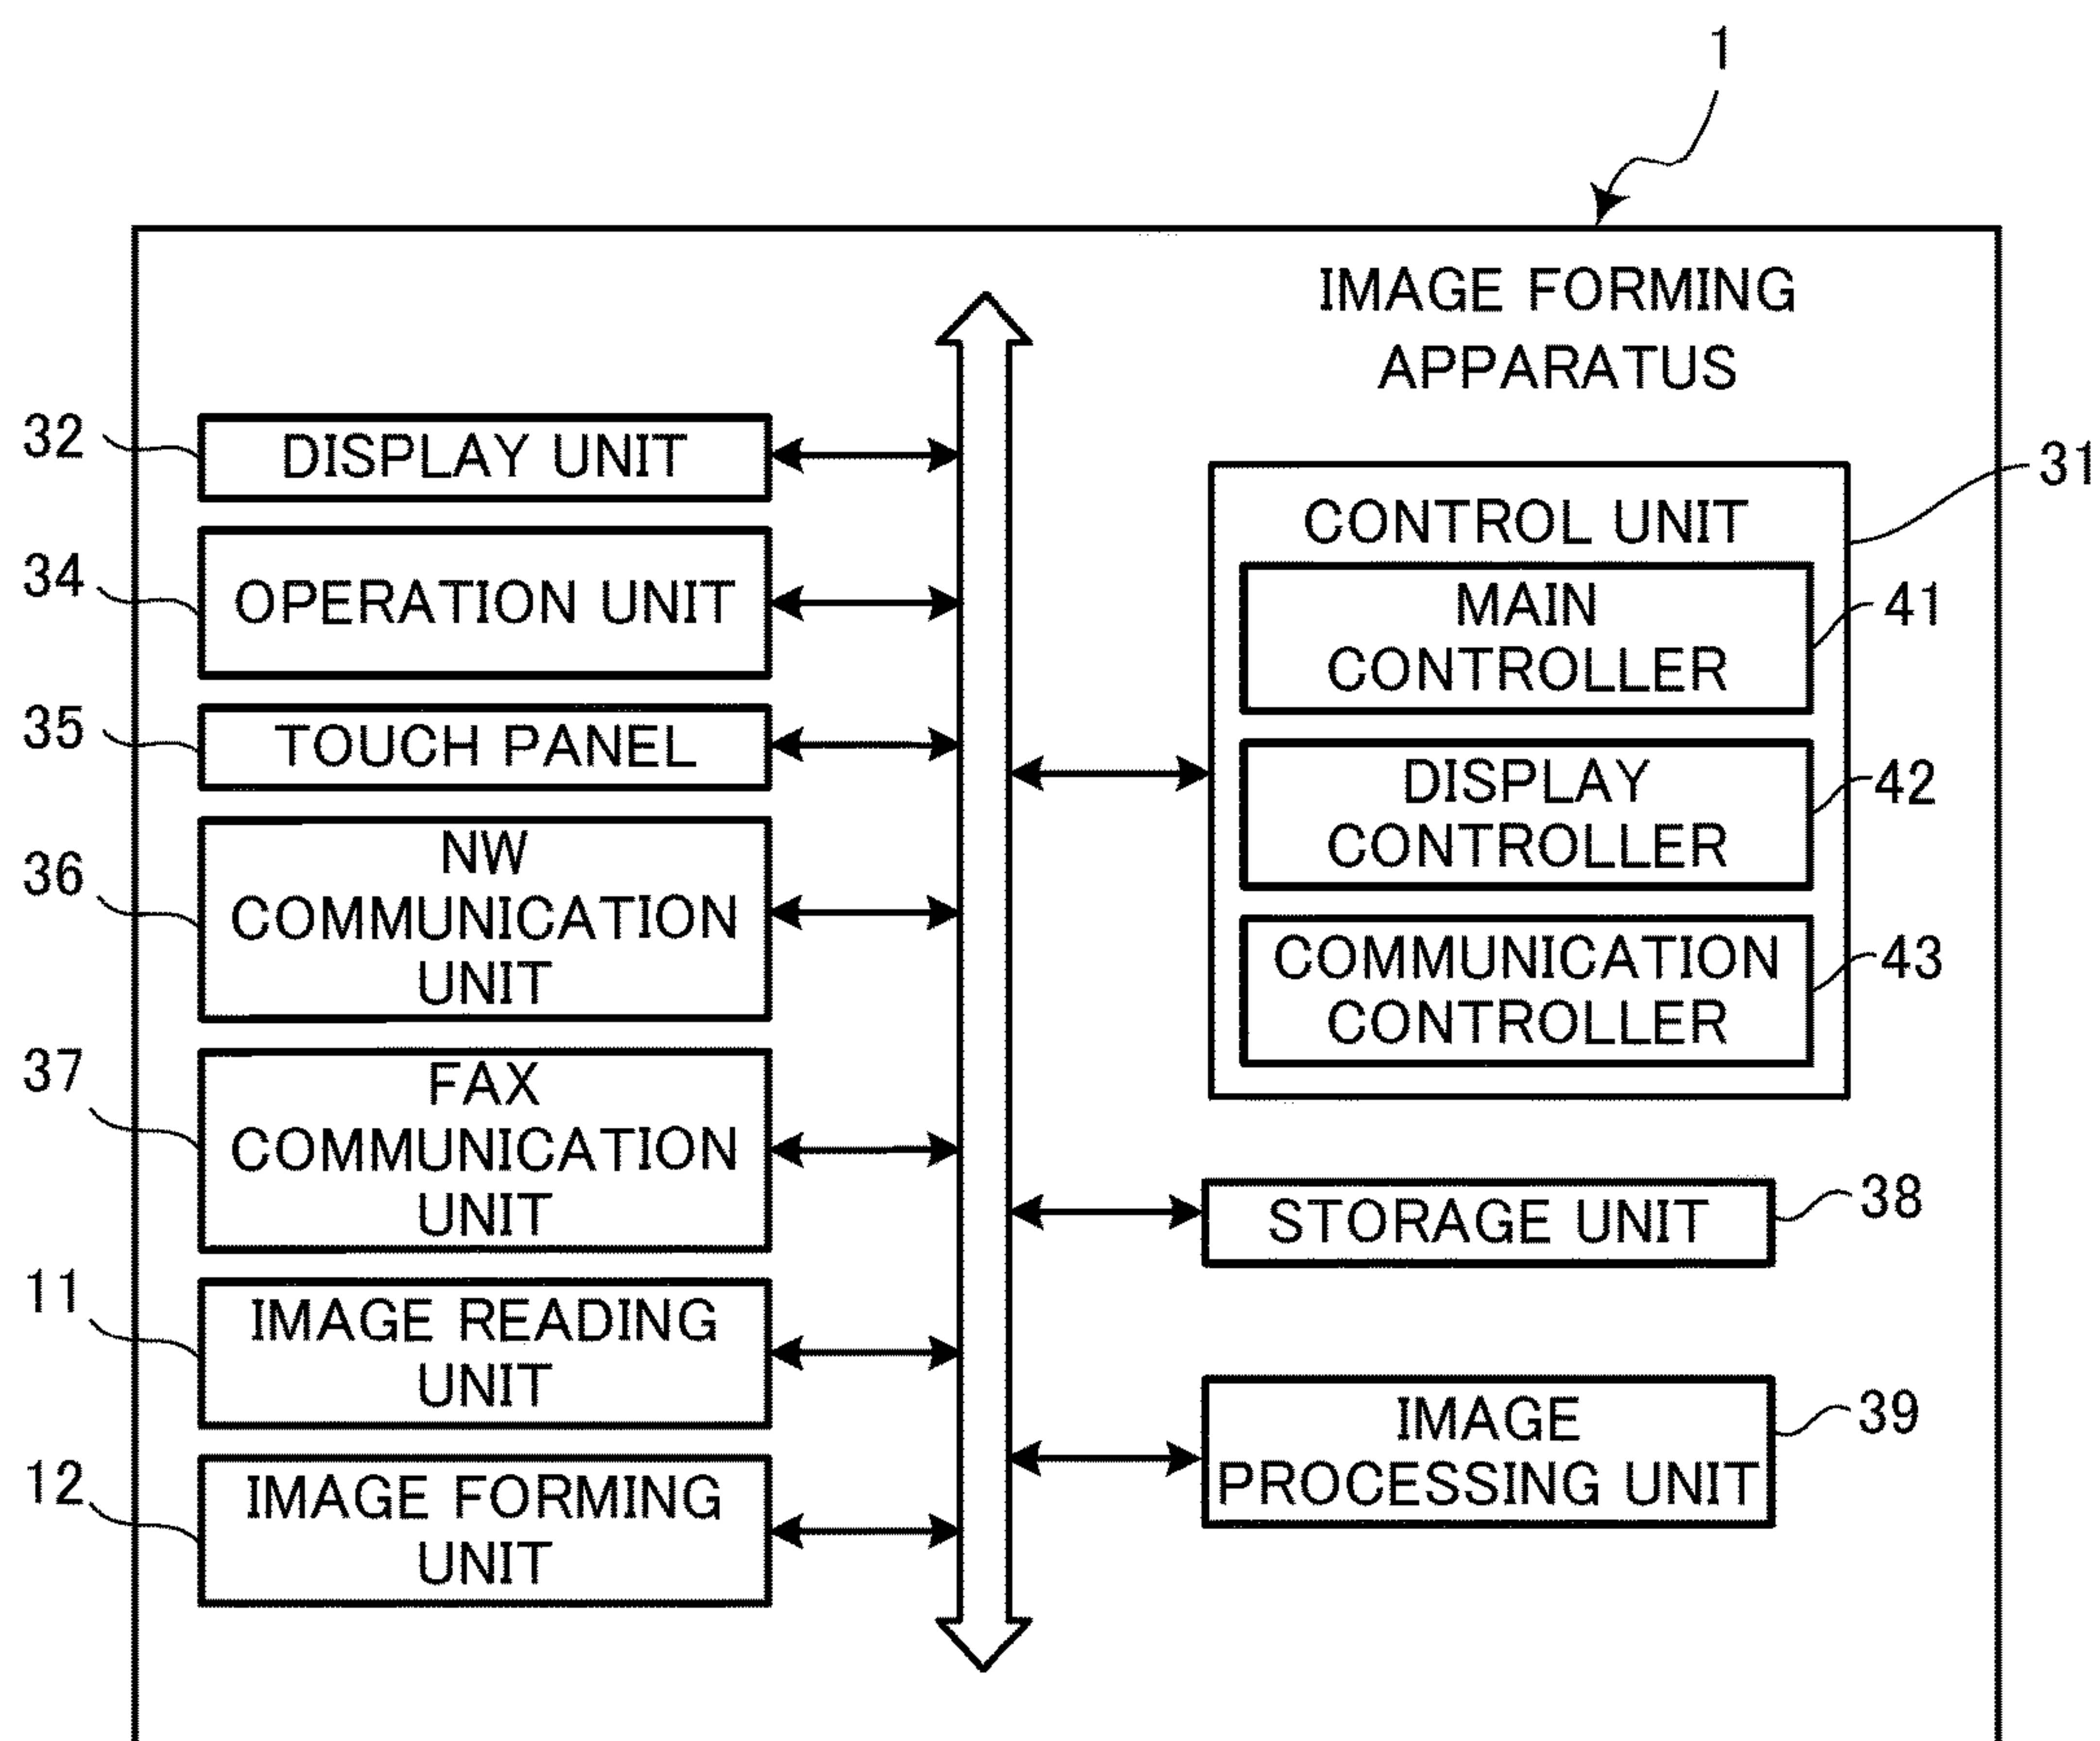 1
IMAGE FORMING
APPARATUS
32
DISPLAY UNIT
34
OPERATION UNIT
35
TOUCH PANEL
36
NW
COMMUNICATION
UNIT
37
FAX
COMMUNICATION
UNIT
11
IMAGE READING
UNIT
12
IMAGE FORMING
UNIT
31
CONTROL UNIT
MAIN
CONTROLLER
41
DISPLAY
CONTROLLER
42
COMMUNICATION
CONTROLLER
43
STORAGE UNIT
38
IMAGE
PROCESSING UNIT
39